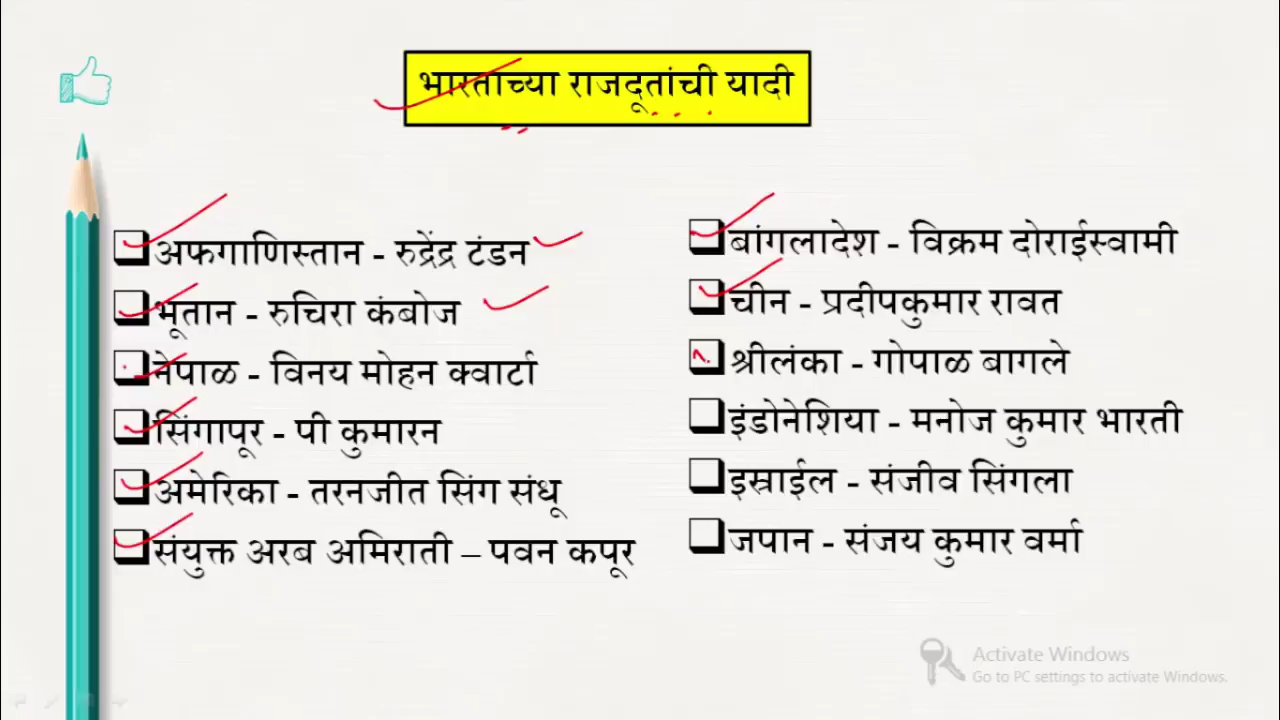 भारताच्या राजदूतांची यादी
अफगाणिस्तान - रुद्रेंद्र टंडन
भूतान - रुचिरा कंबोज
नेपाळ - विनय मोहन क्वार्टा
सिंगापूर - पी कुमारन
अमेरिका - तरनजीत सिंग संधू
संयुक्त अरब अमिराती – पवन कपूर
बांगलादेश - विक्रम दोराईस्वामी
चीन - प्रदीपकुमार रावत
श्रीलंका - गोपाळ बागले
इंडोनेशिया - मनोज कुमार भारती
इस्राईल - संजीव सिंगला
जपान - संजय कुमार वर्मा
Activate Windows
Go to PC settings to activate Windows.